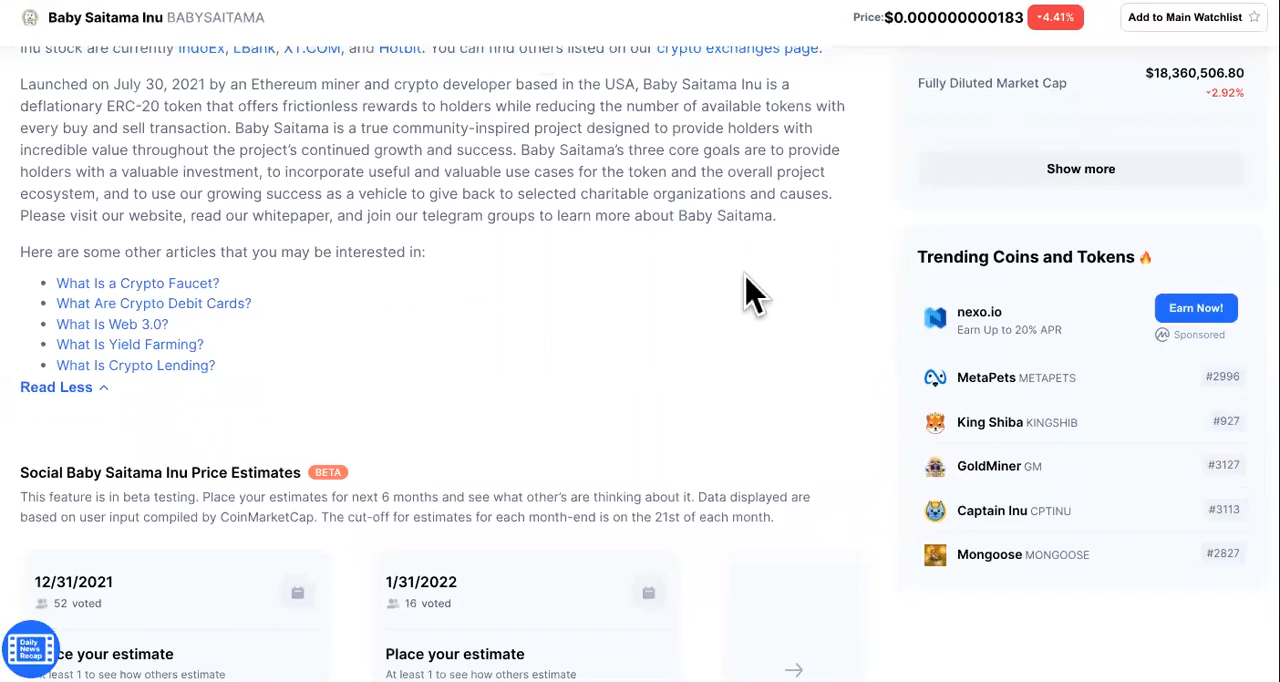 Baby Saitama Inu BABYSAITAMA
Price:$0.000000000183 4.41%
Add to Main Watchlist
Inu stock are currently IndoEx, LBank, XT.COM, and Hotbit. You can find others listed on our crypto exchanges page.
Launched on July 30, 2021 by an Ethereum miner and crypto developer based in the USA, Baby Saitama Inu is a
deflationary ERC-20 token that offers frictionless rewards to holders while reducing the number of available tokens with
every buy and sell transaction. Baby Saitama is a true community-inspired project designed to provide holders with
incredible value throughout the project's continued growth and success. Baby Saitama's three core goals are to provide
holders with a valuable investment, to incorporate useful and valuable use cases for the token and the overall project
ecosystem, and to use our growing success as a vehicle to give back to selected charitable organizations and causes.
Please visit our website, read our whitepaper, and join our telegram groups to learn more about Baby Saitama.
Here are some other articles that you may be interested in:
• What Is a Crypto Faucet?
• What Are Crypto Debit Cards?
• What Is Web 3.0?
• What Is Yield Farming?
• What Is Crypto Lending?
Read Less
Social Baby Saitama Inu Price Estimates BETA
This feature is in beta testing. Place your estimates for next 6 months and see what other's are thinking about it. Data displayed are
based on user input compiled by CoinMarketCap. The cut-off for estimates for each month-end is on the 21st of each month.
12/31/2021
52 voted
ce your estimate
least 1 to see how others estimate
1/31/2022
16 voted
Place your estimate
At least 1 to see how others estimate
Daily
News
Recap
Fully Diluted Market Cap
$18,360,506.80
2.92%
Show more
Trending Coins and Tokens
nexo.io
Earn Up to 20% APR
Earn Now!
Sponsored
MetaPets METAPETS #2996
King Shiba KINGSHIB #927
GoldMiner GM #3127
Captain Inu CPTINU #3113
Mongoose MONGOOSE #2827